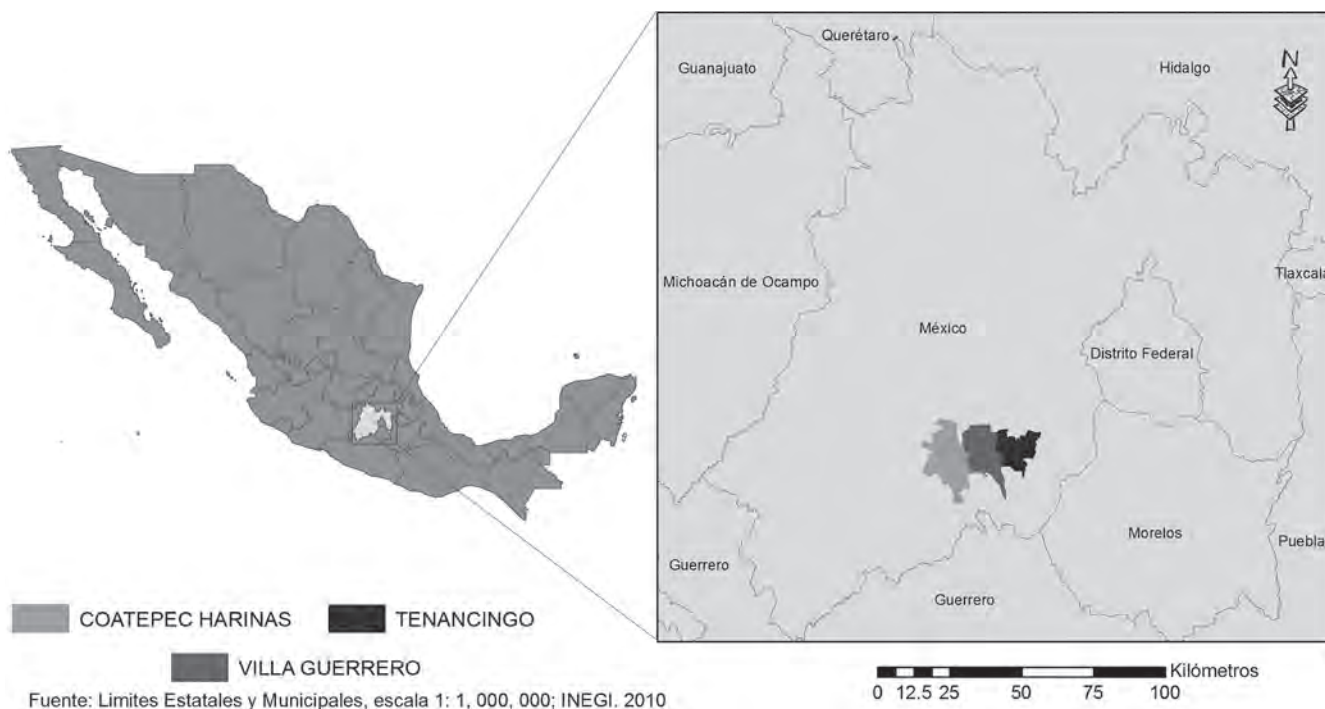 Querétaro
Guanajuato
Hidalgo
N
Michoacán de Ocampo
Tlaxcala
México
Distrito Federal
Morelos
Puebla
Guerrero
Guerrero
COATEPEC HARINAS
TENANCINGO
VILLA GUERRERO
Kilómetros
0 12.5 25 50 75 100
Fuente: Limites Estatales y Municipales, escala 1: 1, 000, 000; INEGI. 2010